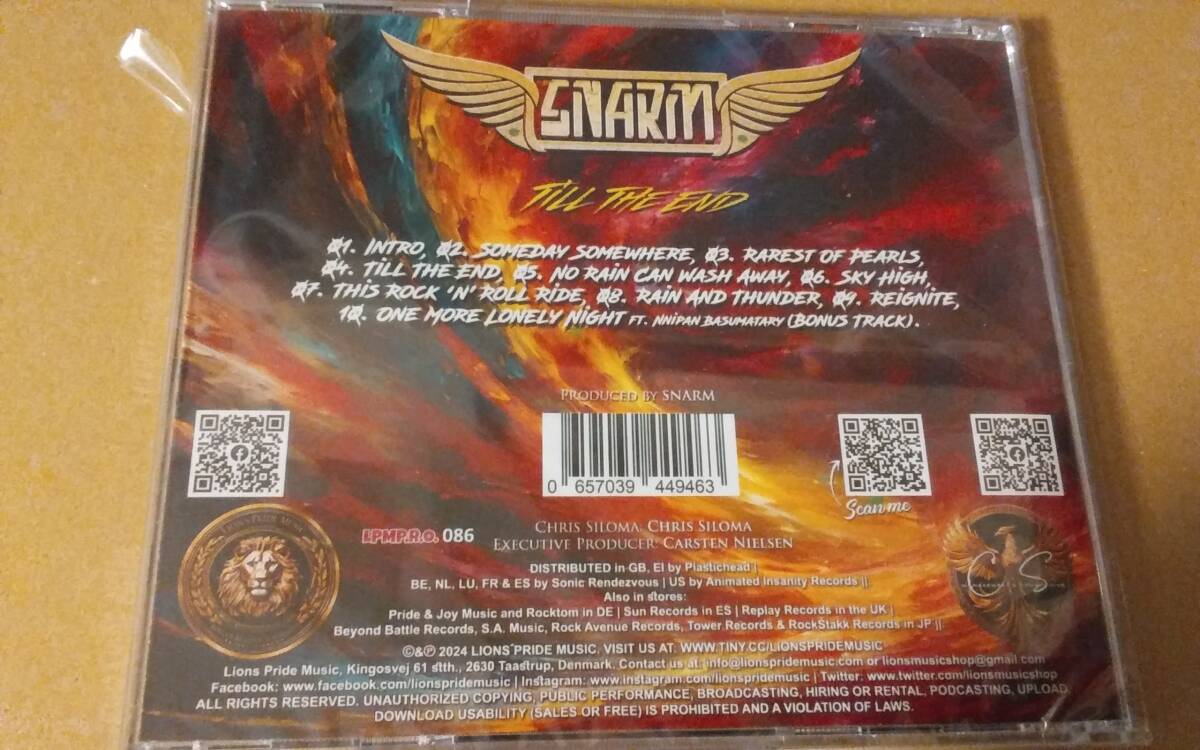 SNARM
TILL THE END
01. INTRO, 02. SOMEDAY SOMEWHERE, 03. RAREST OF PEARLS,
04. TILL THE END, 05. NO RAIN CAN WASH AWAY, 06. SKY HIGH,
07. THIS ROCK 'N' ROLL RIDE, 08. RAIN AND THUNDER, 09. REIGNITE,
10. ONE MORE LONELY NIGHT FT. NNIPAN BASUMATARY (BONUS TRACK).
PRODUCED BY SNARM
0 657039 449463
Scan me
LIONS PRIDE MUSIC
LPMP.R.O. 086
CHRIS SILOMA, CHRIS SILOMA
EXECUTIVE PRODUCER: CARSTEN NIELSEN
C S
DISTRIBUTED in GB, EI by Plastichead |
BE, NL, LU, FR & ES by Sonic Rendezvous | US by Animated Insanity Records ||
Also in stores:
Pride & Joy Music and Rocktom in DE | Sun Records in ES | Replay Records in the UK |
Beyond Battle Records, S.A. Music, Rock Avenue Records, Tower Records & RockStakk Records in JP ||
©&℗ 2024 LIONS´PRIDE MUSIC. VISIT US AT: WWW.TINY.CC/LIONSPRIDEMUSIC
Lions Pride Music, Kingosvej 61 stth., 2630 Taastrup, Denmark. Contact us at: info@lionspridemusic.com or lionsmusicshop@gmail.com
Facebook: www.facebook.com/lionspridemusic | Instagram: www.instagram.com/lionspridemusic | Twitter: www.twitter.com/lionsmusicshop
ALL RIGHTS RESERVED. UNAUTHORIZED COPYING, PUBLIC PERFORMANCE, BROADCASTING, HIRING OR RENTAL, PODCASTING, UPLOAD.
DOWNLOAD USABILITY (SALES OR FREE) IS PROHIBITED AND A VIOLATION OF LAWS.